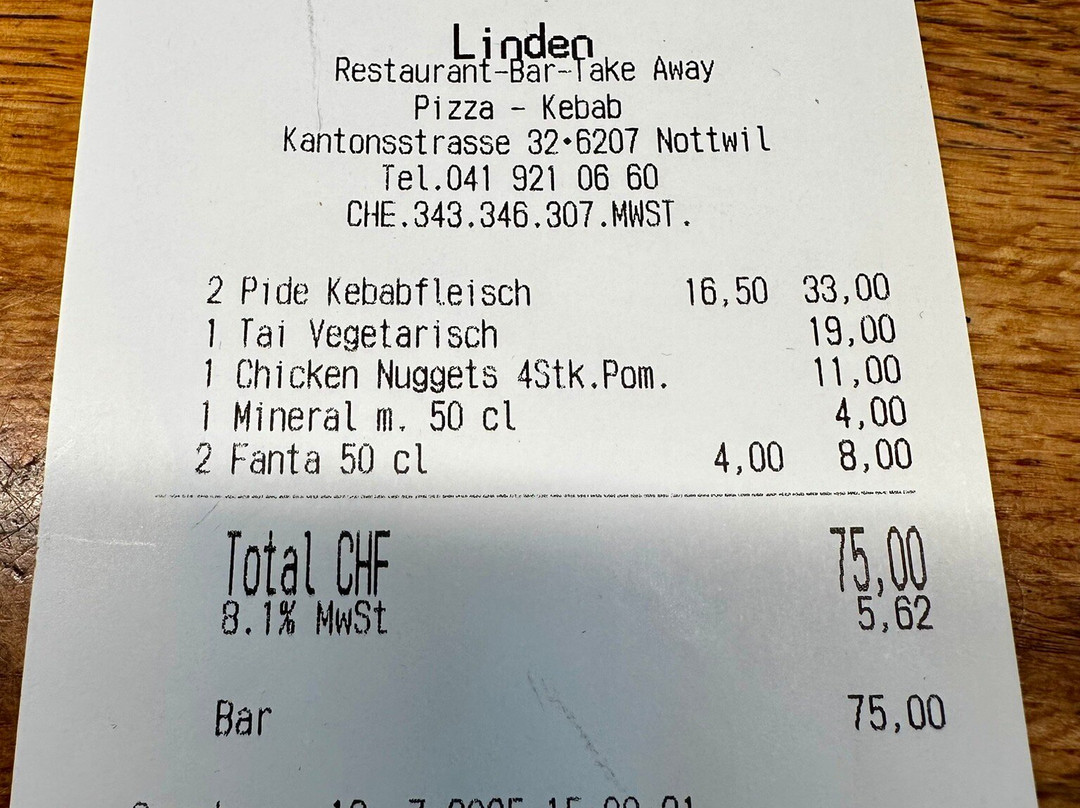 Linden
Restaurant-Bar-Take Away
Pizza - Kebab
Kantonsstrasse 32•6207 Nottwil
Tel.041 921 06 60
CHE.343.346.307.MWST.
2 Pide Kebabfleisch 16,50 33,00
1 Tai Vegetarisch 19,00
1 Chicken Nuggets 4Stk.Pom. 11,00
1 Mineral m. 50 cl 4,00
2 Fanta 50 cl 4,00 8,00
Total CHF 75,00
8.1% MwSt 5,62
Bar 75,00